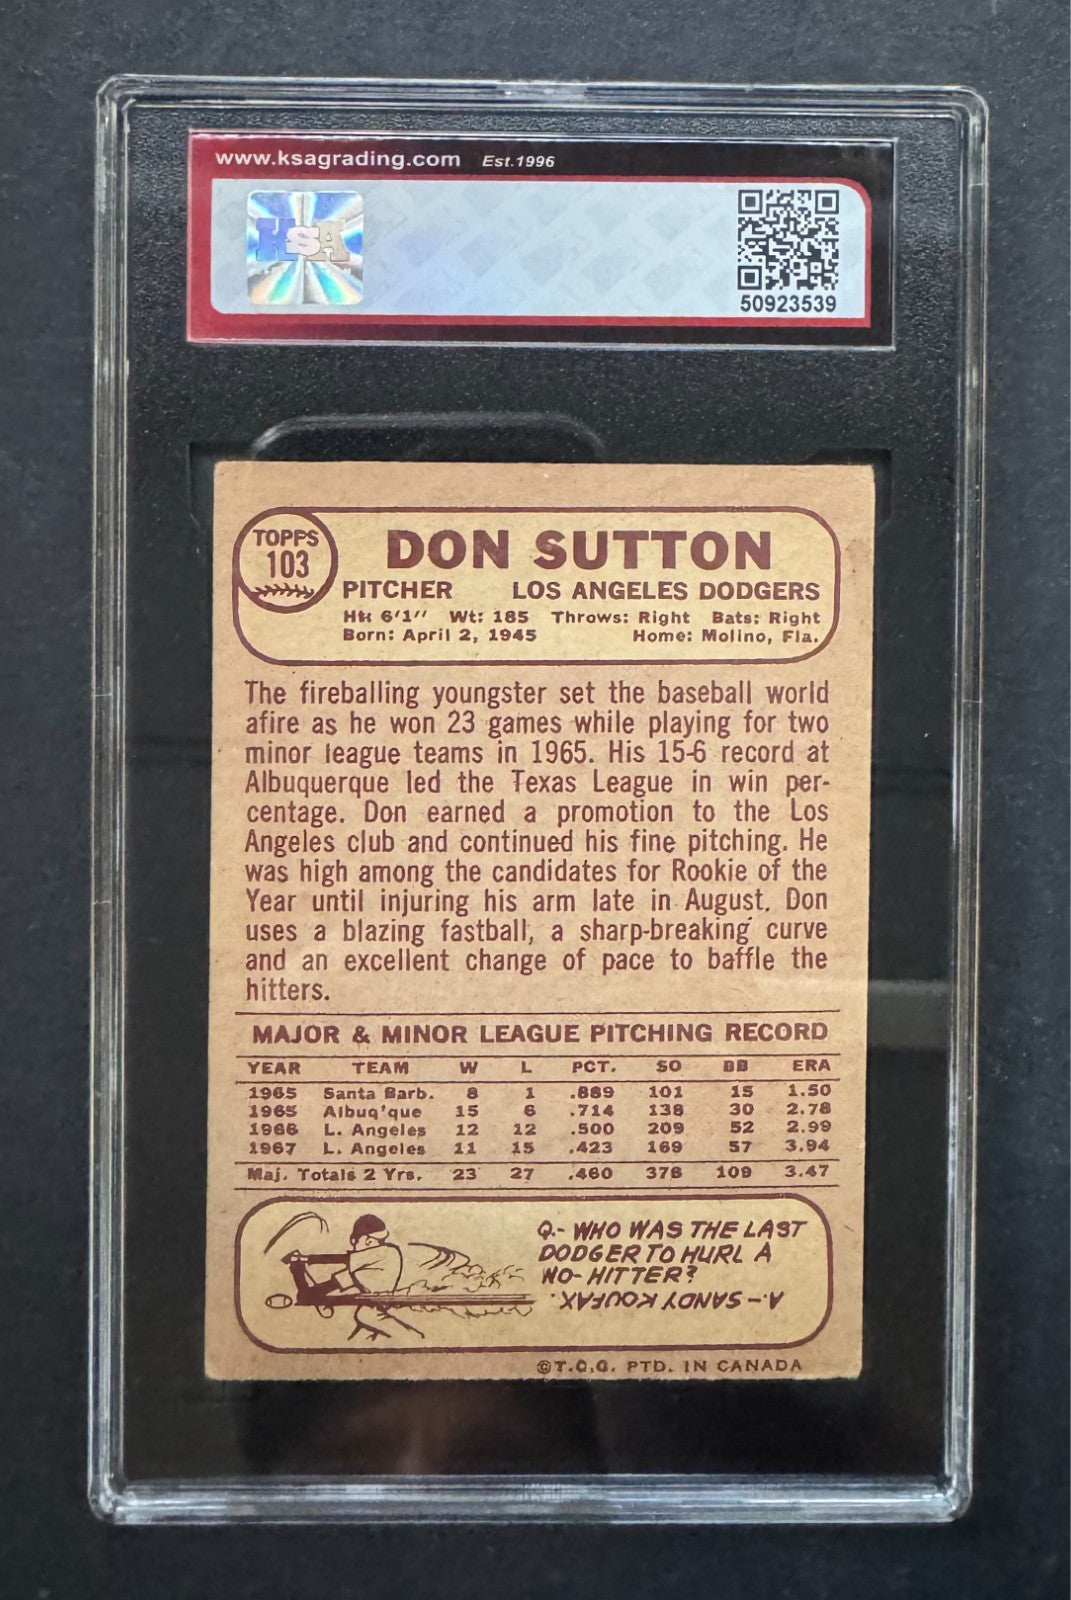 www.ksagrading.com Est.1996
KSA
50923539
TOPPS
103
DON SUTTON
PITCHER LOS ANGELES DODGERS
Ht: 6'1" Wt: 185 Throws: Right Bats: Right
Born: April 2, 1945 Home: Molino, Fla.
The fireballing youngster set the baseball world
afire as he won 23 games while playing for two
minor league teams in 1965. His 15-6 record at
Albuquerque led the Texas League in win per-
centage. Don earned a promotion to the Los
Angeles club and continued his fine pitching. He
was high among the candidates for Rookie of the
Year until injuring his arm late in August. Don
uses a blazing fastball, a sharp-breaking curve
and an excellent change of pace to baffle the
hitters.
MAJOR & MINOR LEAGUE PITCHING RECORD
YEAR TEAM W L PCT. SO BB ERA
1965 Santa Barb. 8 1 .889 101 15 1.50
1965 Albuq'que 15 6 .714 138 30 2.78
1966 L. Angeles 12 12 .500 209 52 2.99
1967 L. Angeles 11 15 .423 169 57 3.94
Maj. Totals 2 Yrs. 23 27 .460 378 109 3.47
Q.- WHO WAS THE LAST
DODGER TO HURL A
NO-HITTER?
A.- SANDY KOUFAX.
©T.C.G. PTD. IN CANADA